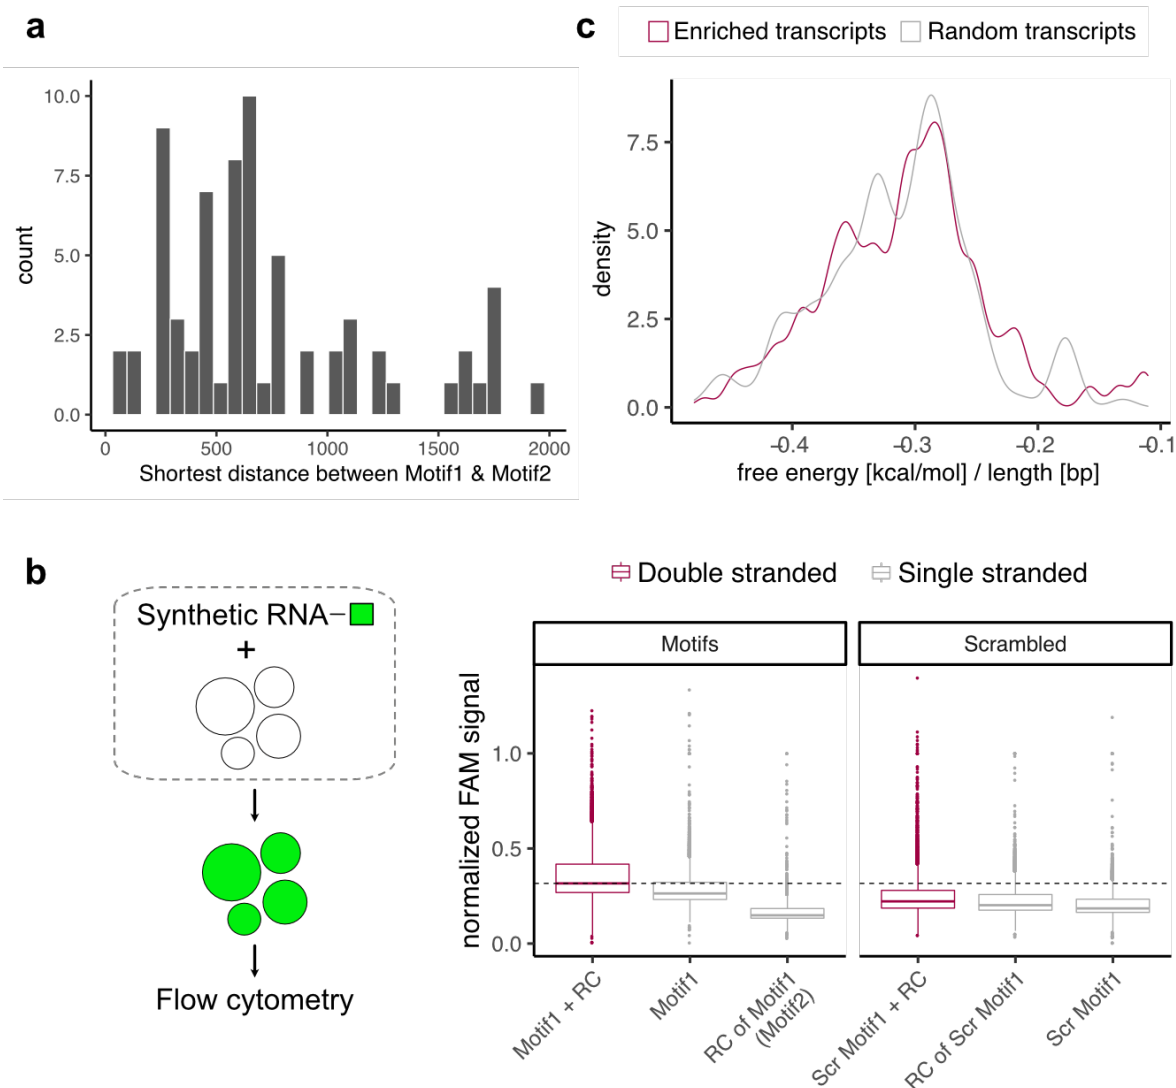 a
10.0
7.5
5.0
2.5
0.0
count
0
500
1000
1500
2000
Shortest distance between Motif1 & Motif2
c
Enriched transcripts
Random transcripts
7.5
5.0
2.5
0.0
density
−0.4
−0.3
−0.2
−0.1
free energy [kcal/mol] / length [bp]
b
Synthetic RNA
+
Flow cytometry
Double stranded
Single stranded
Motifs
Scrambled
normalized FAM signal
1.0
0.5
0.0
Motif1 + RC
Motif1
RC of Motif1
(Motif2)
Scr Motif1 + RC
RC of Scr Motif1
Scr Motif1